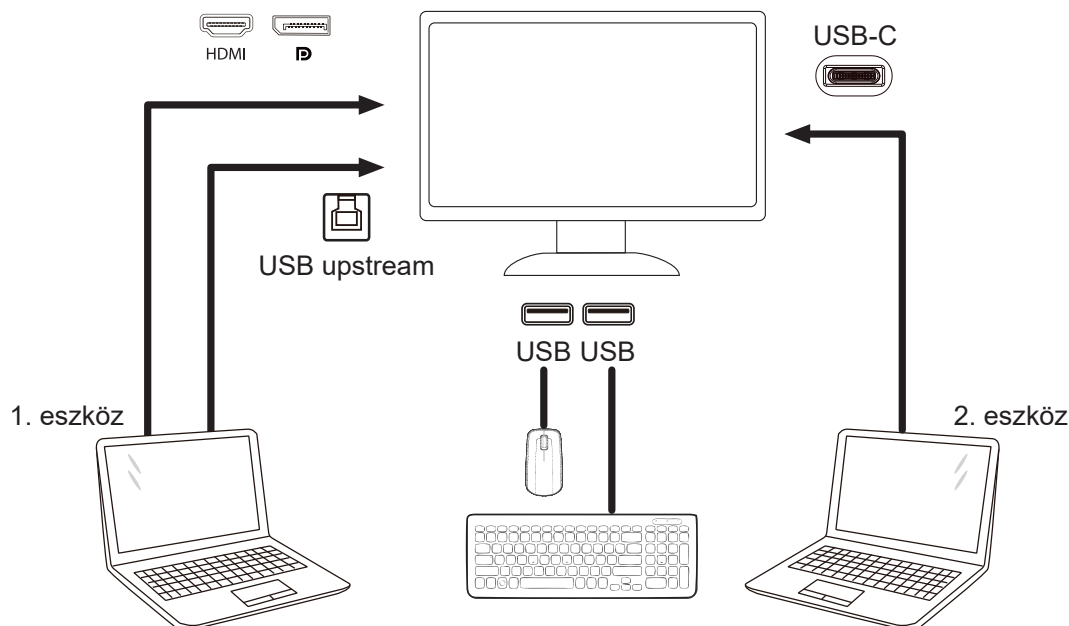 HDMI
USB-C
USB upstream
USB USB
1. eszköz
2. eszköz